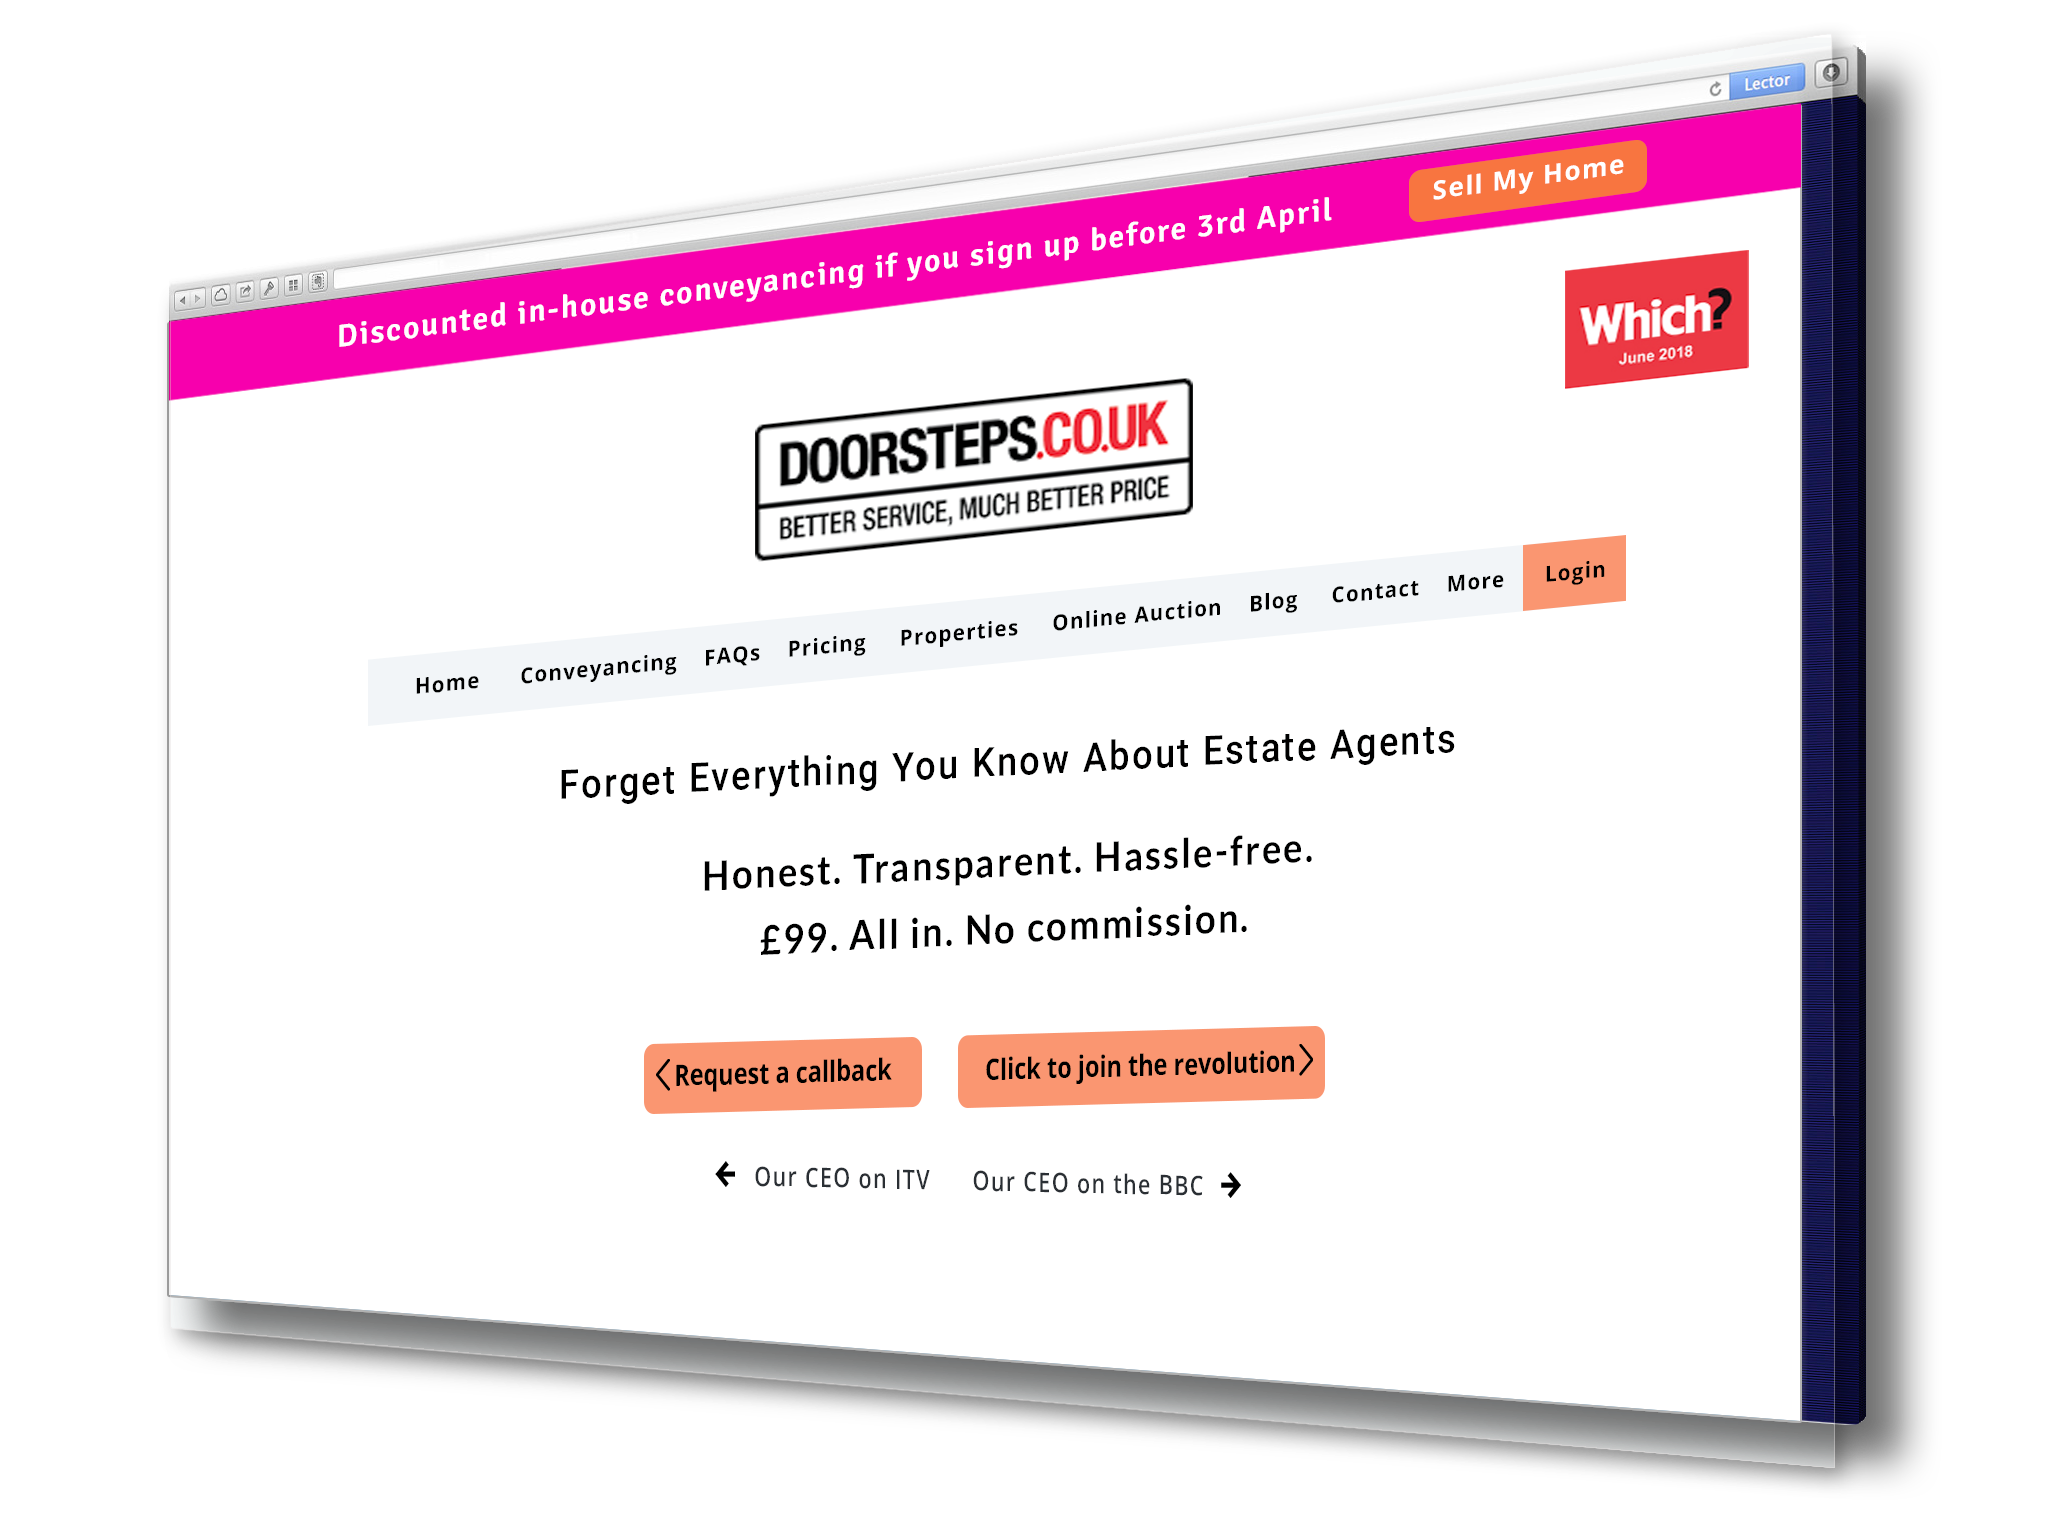 Lector
Discounted in-house conveyancing if you sign up before 3rd April
Sell My Home
Which?
June 2018
DOORSTEPS.CO.UK
BETTER SERVICE, MUCH BETTER PRICE
Home Conveyancing FAQs Pricing Properties Online Auction Blog Contact More Login
Forget Everything You Know About Estate Agents
Honest. Transparent. Hassle-free.
£99. All in. No commission.
Request a callback
Click to join the revolution
Our CEO on ITV
Our CEO on the BBC